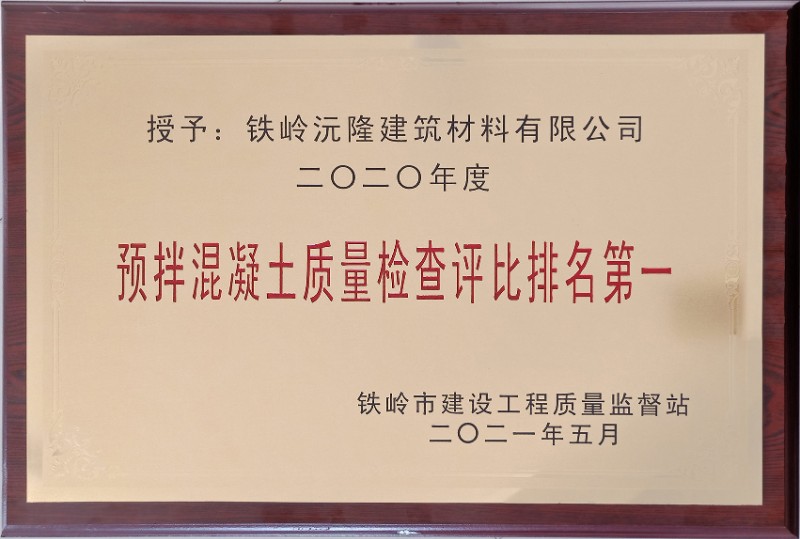 授予：铁岭沅隆建筑材料有限公司
二〇二〇年度
预拌混凝土质量检查评比排名第一
铁岭市建设工程质量监督站
二〇二一年五月